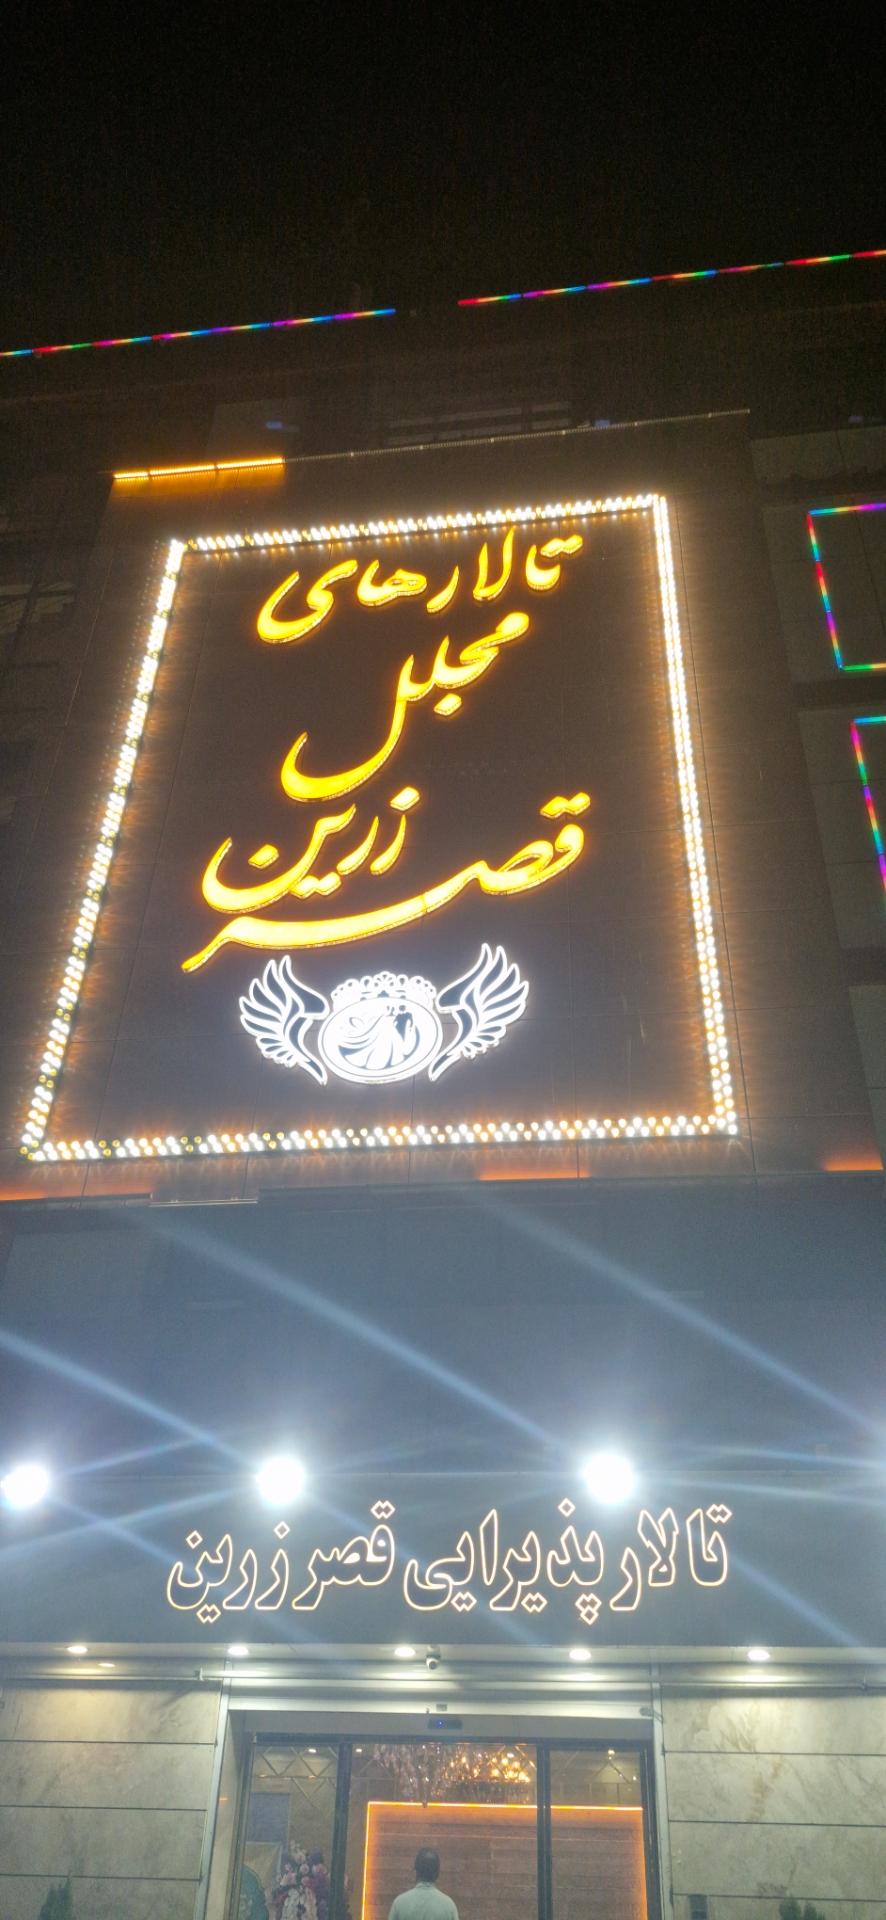 تالارهای
مجلل
قصر زرین
تالار پذیرایی قصر زرین